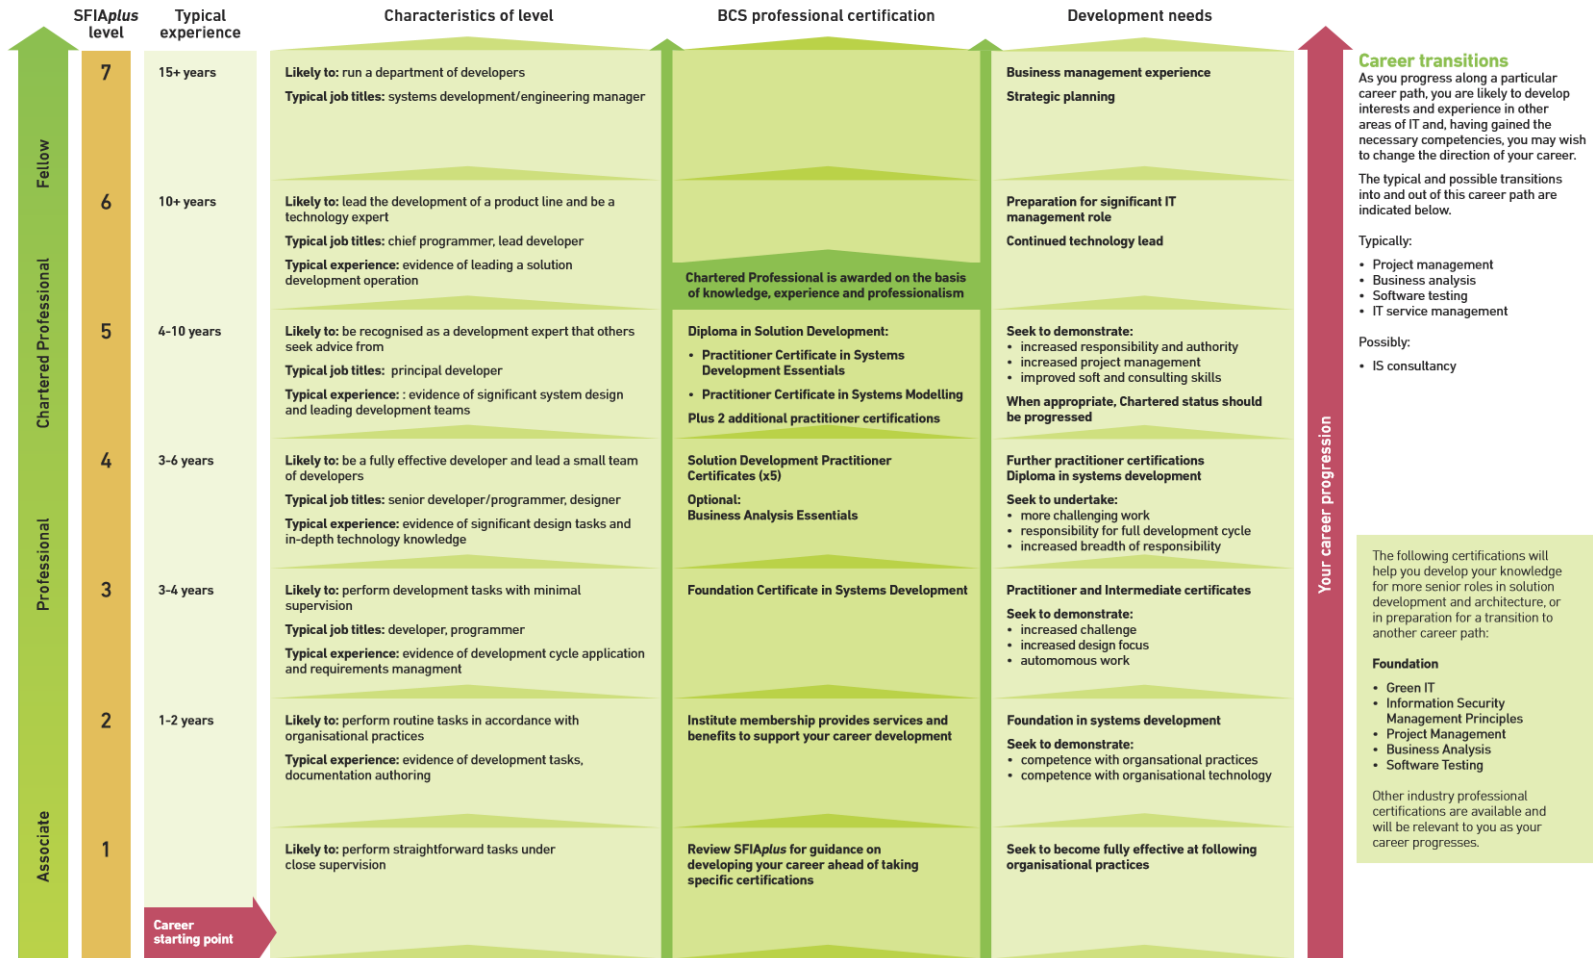 SFIAplus
level
Typical
experience
Characteristics of level
BCS professional certification
Development needs
Fellow
Chartered Professional
Professional
Associate
7
15+ years
Likely to: run a department of developers
Typical job titles: systems development/engineering manager
Business management experience
Strategic planning
6
10+ years
Likely to: lead the development of a product line and be a
technology expert
Typical job titles: chief programmer, lead developer
Typical experience: evidence of leading a solution
development operation
Chartered Professional is awarded on the basis
of knowledge, experience and professionalism
Preparation for significant IT
management role
Continued technology lead
5
4-10 years
Likely to: be recognised as a development expert that others
seek advice from
Typical job titles: principal developer
Typical experience: : evidence of significant system design
and leading development teams
Diploma in Solution Development:
• Practitioner Certificate in Systems
Development Essentials
• Practitioner Certificate in Systems Modelling
Plus 2 additional practitioner certifications
Seek to demonstrate:
• increased responsibility and authority
• increased project management
• improved soft and consulting skills
When appropriate, Chartered status should
be progressed
4
3-6 years
Likely to: be a fully effective developer and lead a small team
of developers
Typical job titles: senior developer/programmer, designer
Typical experience: evidence of significant design tasks and
in-depth technology knowledge
Solution Development Practitioner
Certificates (x5)
Optional:
Business Analysis Essentials
Further practitioner certifications
Diploma in systems development
Seek to undertake:
• more challenging work
• responsibility for full development cycle
• increased breadth of responsibility
3
3-4 years
Likely to: perform development tasks with minimal
supervision
Typical job titles: developer, programmer
Typical experience: evidence of development cycle application
and requirements managment
Foundation Certificate in Systems Development
Practitioner and Intermediate certificates
Seek to demonstrate:
• increased challenge
• increased design focus
• automomous work
2
1-2 years
Likely to: perform routine tasks in accordance with
organisational practices
Typical experience: evidence of development tasks,
documentation authoring
Institute membership provides services and
benefits to support your career development
Foundation in systems development
Seek to demonstrate:
• competence with organsational practices
• competence with organisational technology
1
Likely to: perform straightforward tasks under
close supervision
Review SFIAplus for guidance on
developing your career ahead of taking
specific certifications
Seek to become fully effective at following
organisational practices
Career
starting point
Your career progression
Career transitions
As you progress along a particular
career path, you are likely to develop
interests and experience in other
areas of IT and, having gained the
necessary competencies, you may wish
to change the direction of your career.
The typical and possible transitions
into and out of this career path are
indicated below.
Typically:
• Project management
• Business analysis
• Software testing
• IT service management
Possibly:
• IS consultancy
The following certifications will
help you develop your knowledge
for more senior roles in solution
development and architecture, or
in preparation for a transition to
another career path:
Foundation
• Green IT
• Information Security
Management Principles
• Project Management
• Business Analysis
• Software Testing
Other industry professional
certifications are available and
will be relevant to you as your
career progresses.